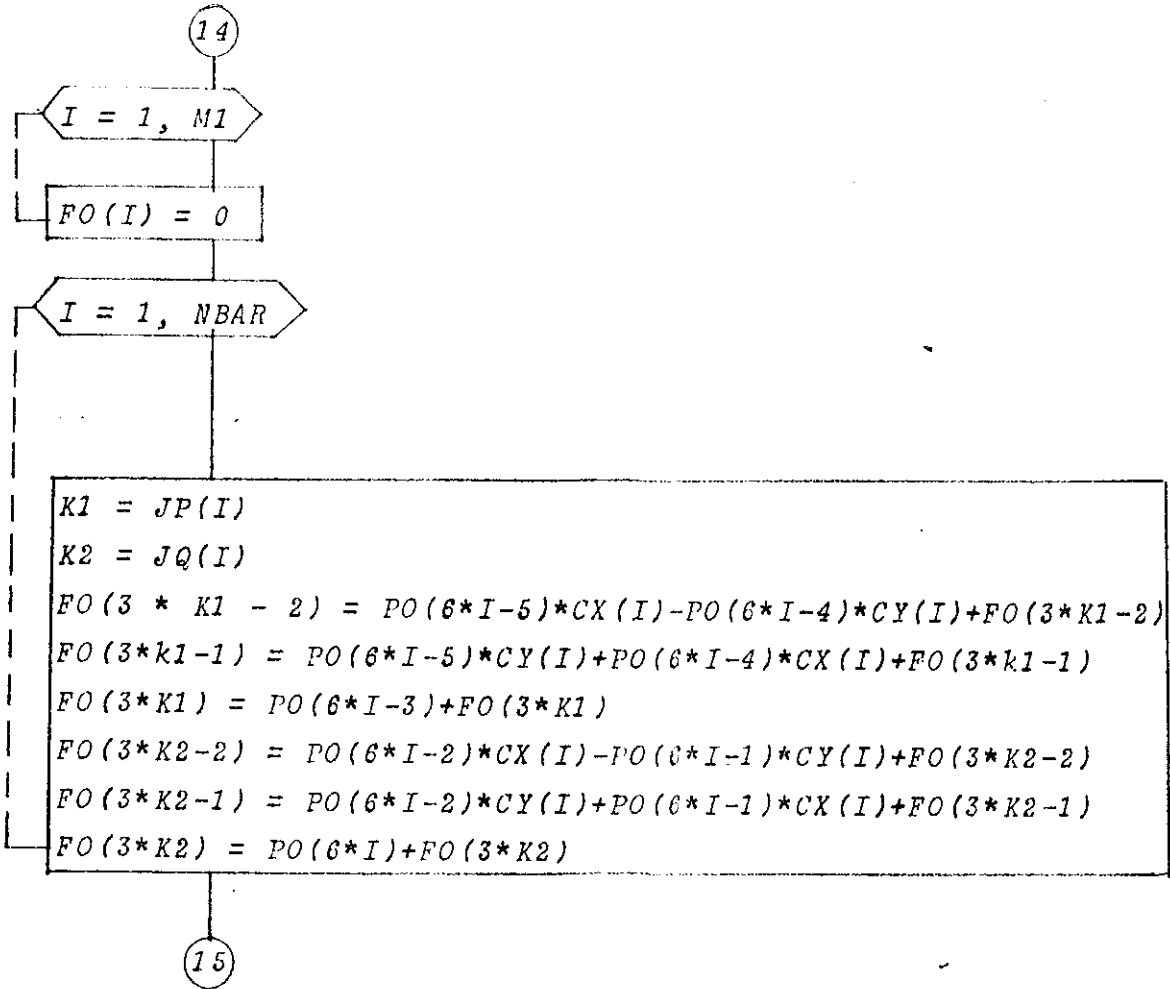 14
I = 1, M1
FO(I) = 0
I = 1, NBAR
K1 = JP(I)
K2 = JQ(I)
FO(3 * K1 - 2) = PO(6*I-5)*CX(I)-PO(6*I-4)*CY(I)+FO(3*K1-2)
FO(3*k1-1) = PO(6*I-5)*CY(I)+PO(6*I-4)*CX(I)+FO(3*k1-1)
FO(3*K1) = PO(6*I-3)+FO(3*K1)
FO(3*K2-2) = PO(6*I-2)*CX(I)-PO(6*I-1)*CY(I)+FO(3*K2-2)
FO(3*K2-1) = PO(6*I-2)*CY(I)+PO(6*I-1)*CX(I)+FO(3*K2-1)
FO(3*K2) = PO(6*I)+FO(3*K2)
15